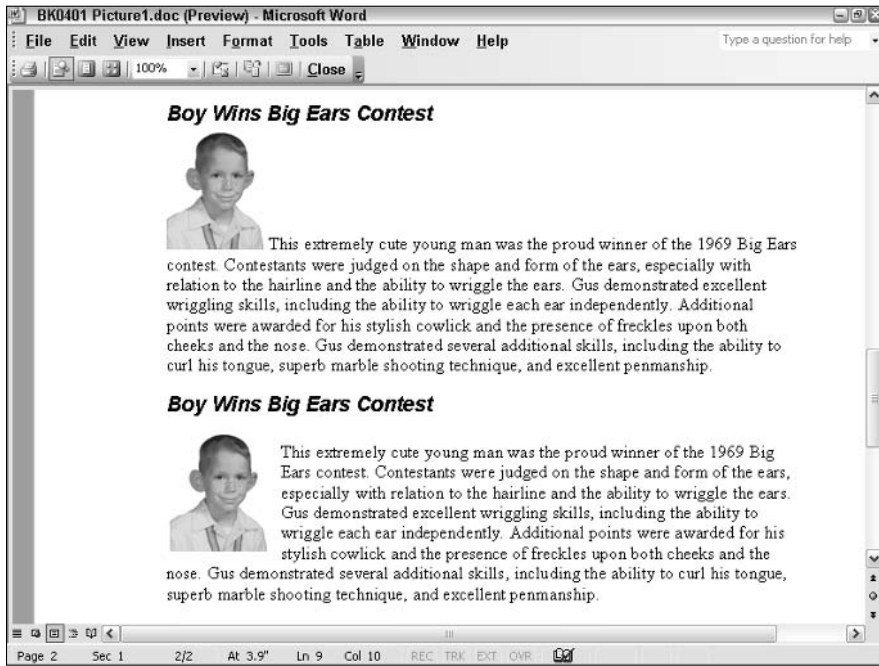 BK0401 Picture1.doc (Preview) - Microsoft Word
File Edit View Insert Format Tools Table Window Help Type a question for help
100% Close
Boy Wins Big Ears Contest
This extremely cute young man was the proud winner of the 1969 Big Ears
contest. Contestants were judged on the shape and form of the ears, especially with
relation to the hairline and the ability to wriggle the ears. Gus demonstrated excellent
wriggling skills, including the ability to wriggle each ear independently. Additional
points were awarded for his stylish cowlick and the presence of freckles upon both
cheeks and the nose. Gus demonstrated several additional skills, including the ability to
curl his tongue, superb marble shooting technique, and excellent penmanship.
Boy Wins Big Ears Contest
This extremely cute young man was the proud winner of the 1969 Big
Ears contest. Contestants were judged on the shape and form of the ears,
especially with relation to the hairline and the ability to wriggle the ears.
Gus demonstrated excellent wriggling skills, including the ability to
wriggle each ear independently. Additional points were awarded for his
stylish cowlick and the presence of freckles upon both cheeks and the
nose. Gus demonstrated several additional skills, including the ability to curl his tongue,
superb marble shooting technique, and excellent penmanship.
Page 2 Sec 1 2/2 At 3.9" Ln 9 Col 10 REC TRK EXT OVR